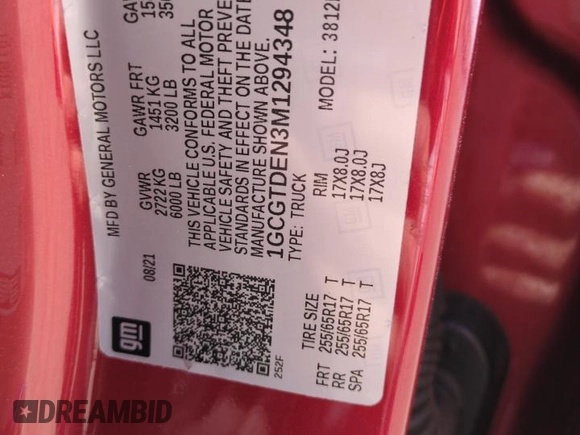 MFD BY GENERAL MOTORS LLC
08/21
GVWR
2722 KG
6000 LB
GAWR FRT
1451 KG
3200 LB
THIS VEHICLE CONFORMS TO ALL
APPLICABLE U.S. FEDERAL MOTOR
VEHICLE SAFETY AND THEFT
STANDARDS IN EFFECT ON THE DATE
MANUFACTURE SHOWN ABOVE.
1GCGTDEN3M1294348
TYPE: TRUCK
MODEL:
gm
252F
TIRE SIZE RIM
FRT 255/65R17 T 17X8.0J
RR 255/65R17 T 17X8.0J
SPA 255/65R17 T 17X8J
DREAMBID